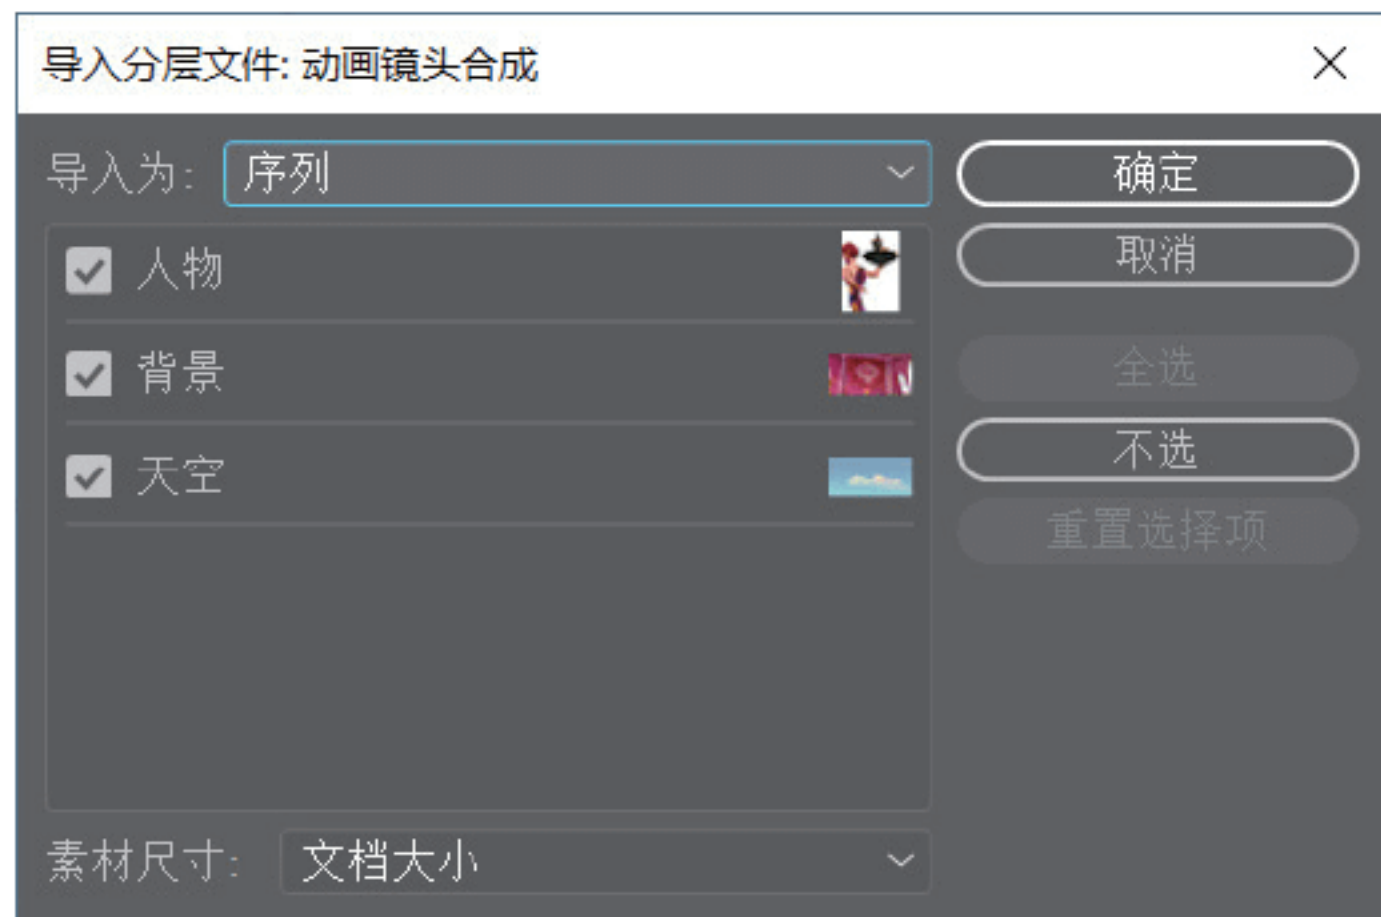 导入分层文件: 动画镜头合成
导入为: 序列
确定
取消
人物
背景
天空
全选
不选
重置选择项
素材尺寸: 文档大小